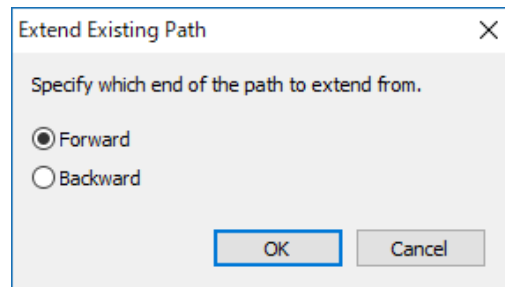 Extend Existing Path
Specify which end of the path to extend from.
Forward
Backward
OK Cancel